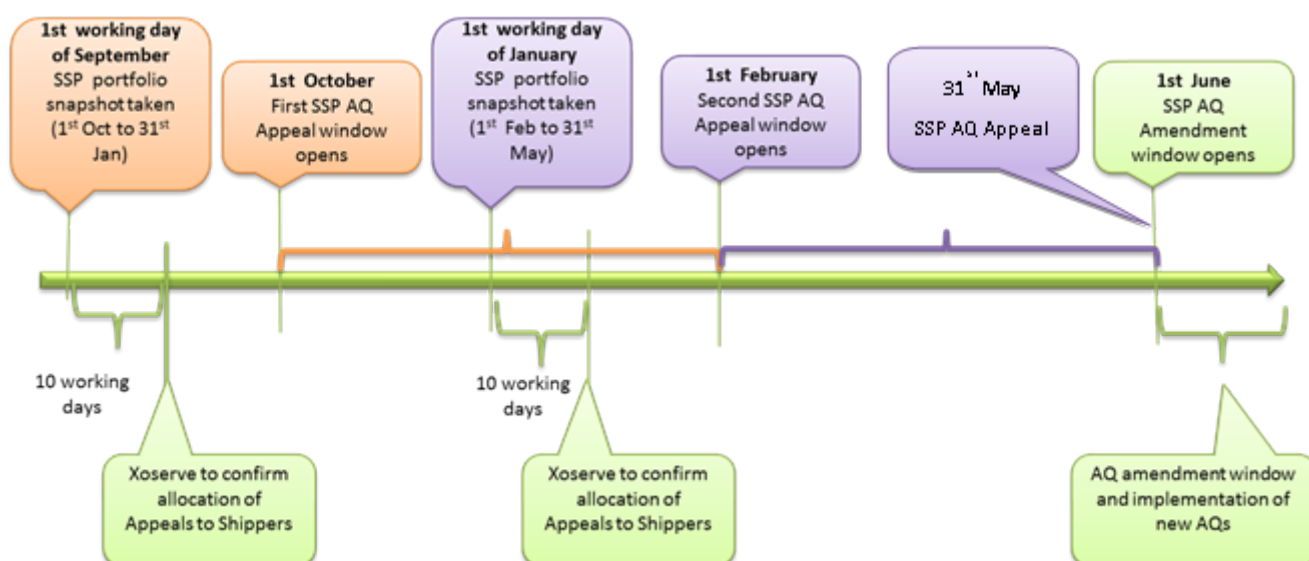 1st working day
of September
SSP portfolio
snapshot taken
(1st Oct to 31st
Jan)
1st October
First SSP AQ
Appeal window
opens
1st working day
of January
SSP portfolio
snapshot taken
(1st Feb to 31st
May)
1st February
Second SSP AQ
Appeal window
opens
31st May
SSP AQ Appeal
1st June
SSP AQ
Amendment
window opens
10 working
days
10 working
days
Xoserve to confirm
allocation of
Appeals to Shippers
Xoserve to confirm
allocation of
Appeals to Shippers
AQ amendment window
and implementation of
new AQs